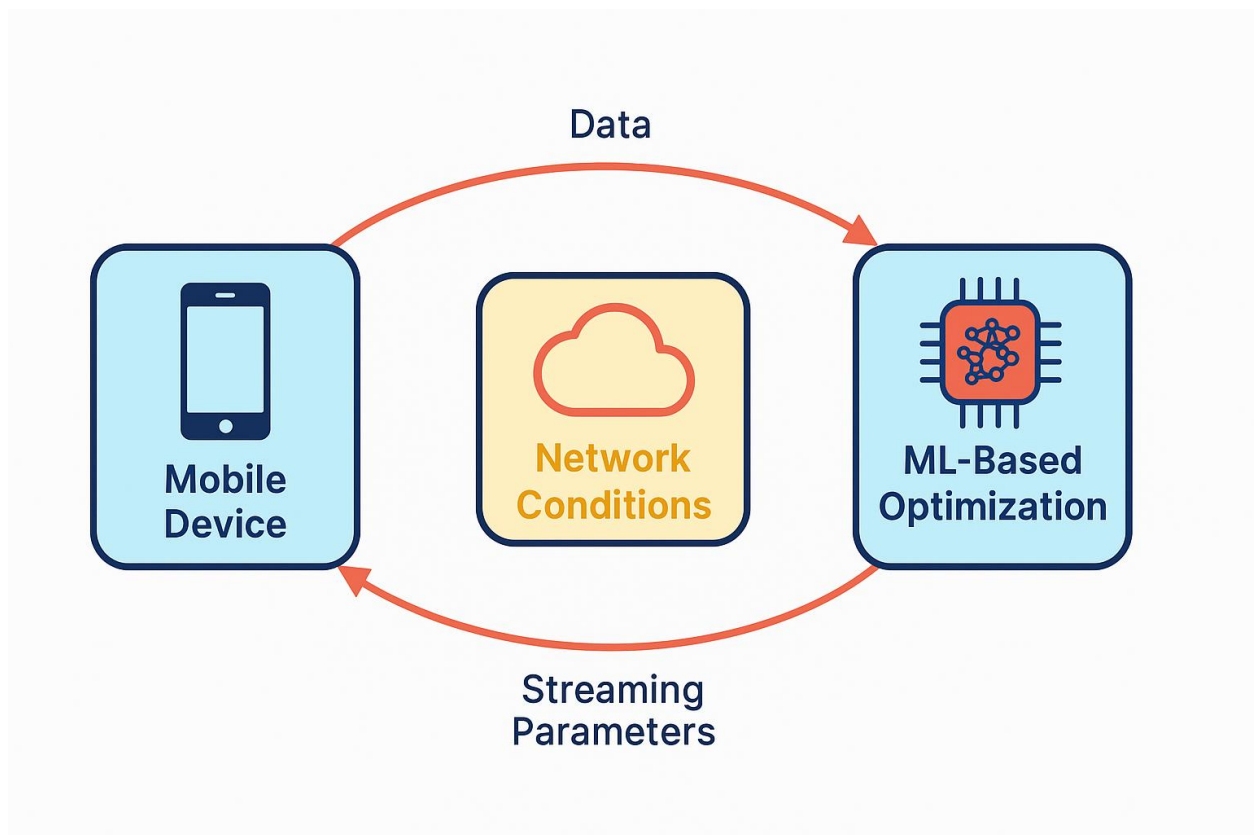 Data
Mobile
Device
Network
Conditions
ML-Based
Optimization
Streaming
Parameters